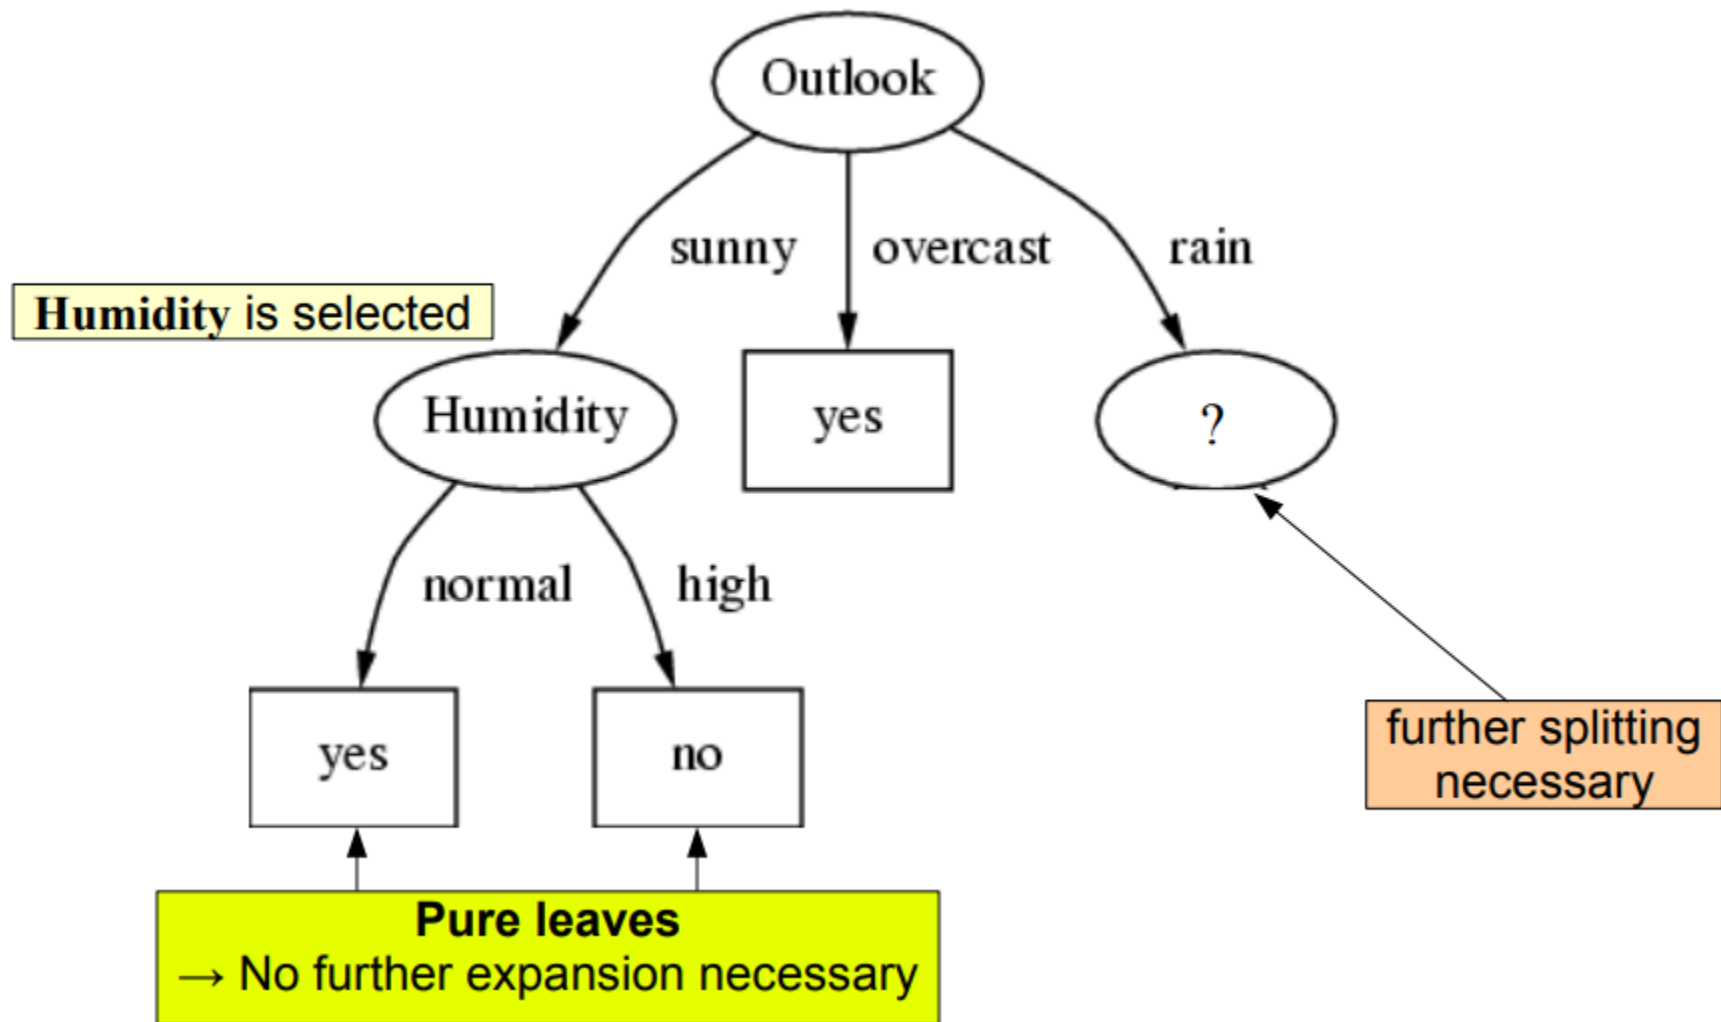 Outlook
sunny
overcast
rain
Humidity is selected
Humidity
yes
?
normal
high
yes
no
further splitting
necessary
Pure leaves
→ No further expansion necessary